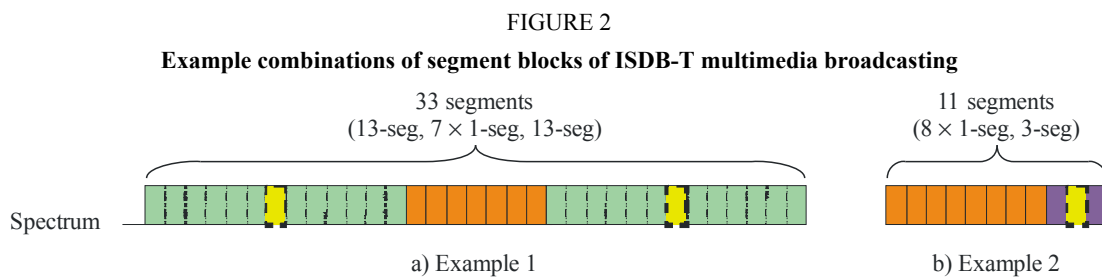 FIGURE 2
Example combinations of segment blocks of ISDB-T multimedia broadcasting
33 segments
(13-seg, 7 × 1-seg, 13-seg)
11 segments
(8 × 1-seg, 3-seg)
Spectrum
a) Example 1
b) Example 2